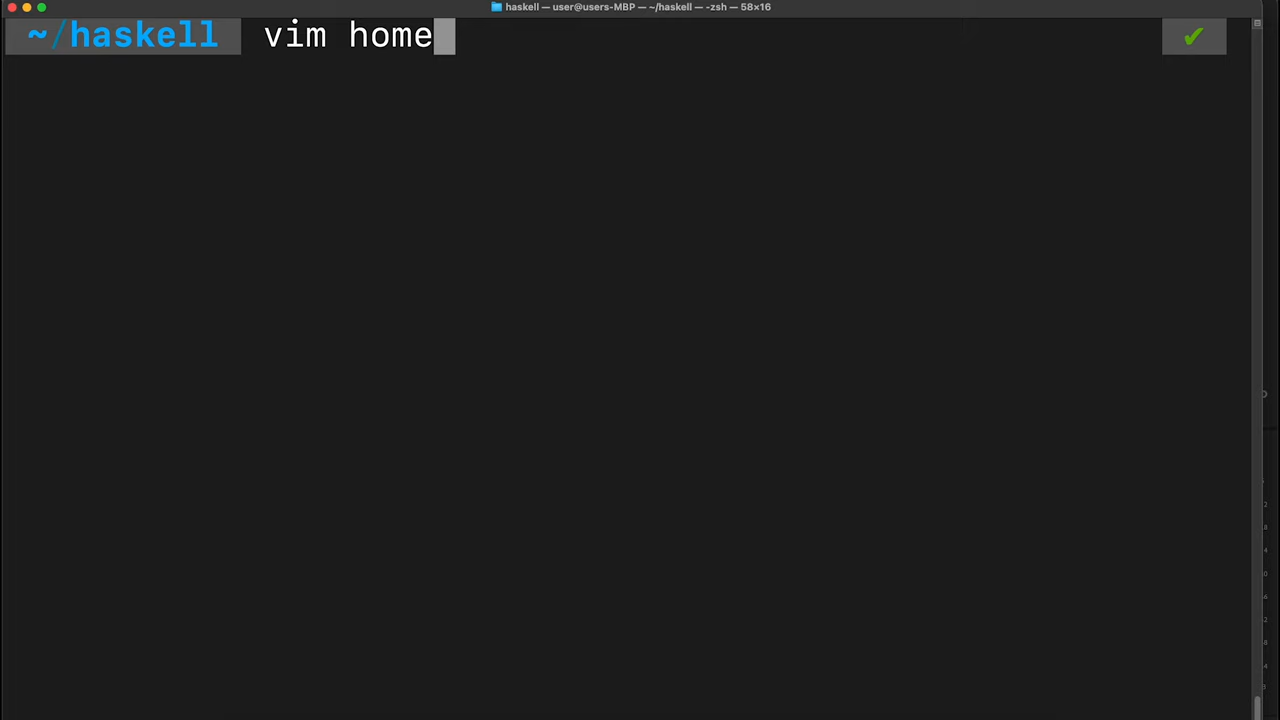 haskell — user@users-MBP — ~/haskell — -zsh — 58×16
~/haskell vim home ✔